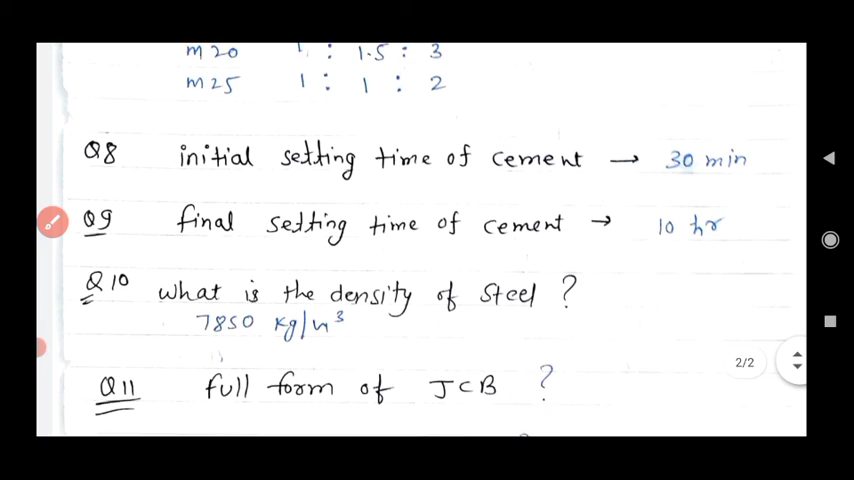 M20 1 : 1.5 : 3
M25 1 : 1 : 2
Q8 initial setting time of cement → 30 min
Q9 final setting time of cement → 10 hr
Q10 What is the density of Steel ?
7850 Kg/m³
Q11 full form of JCB ?
2/2